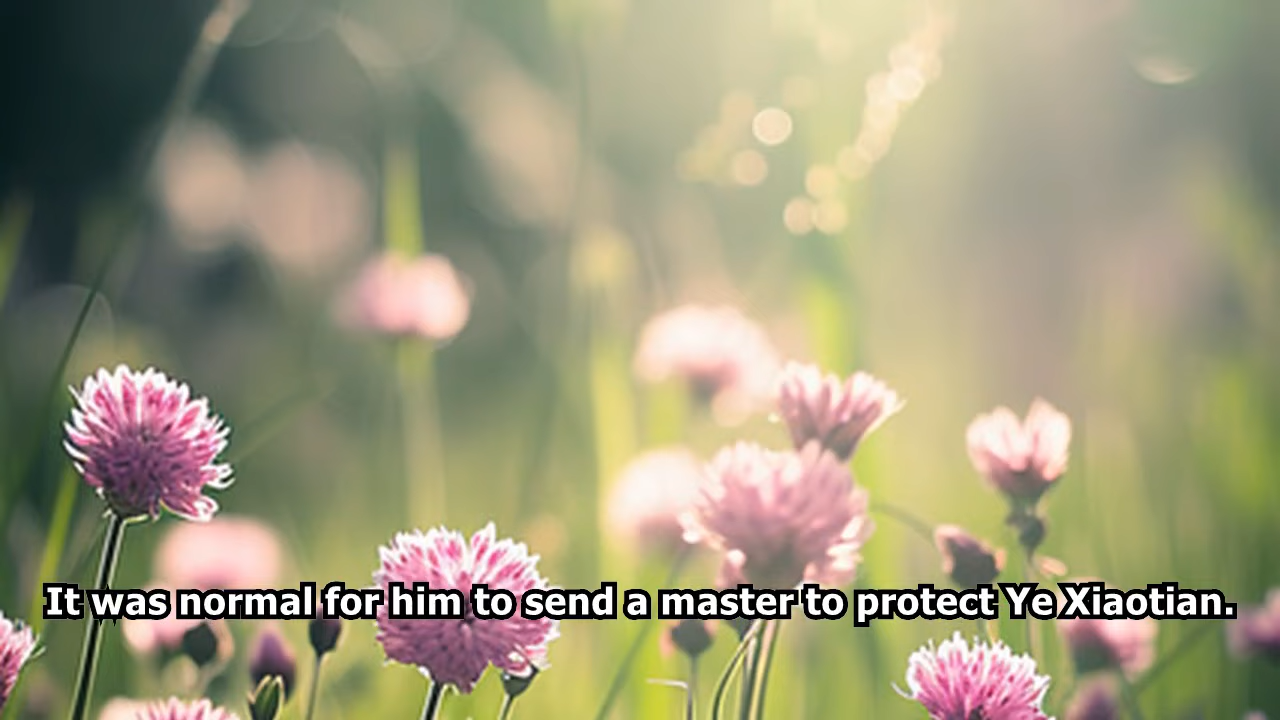 It was normal for him to send a master to protect Ye Xiaotian.